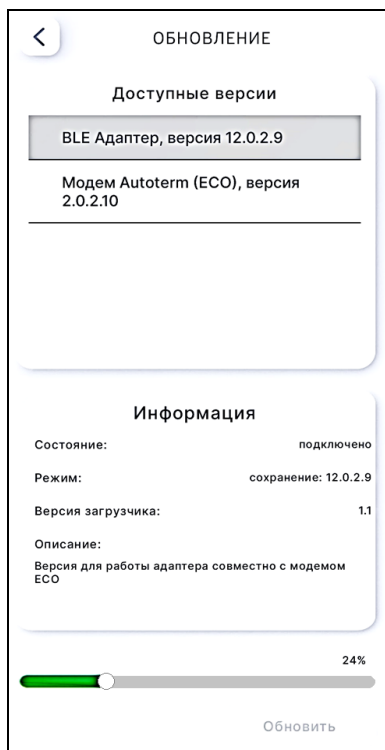 ОБНОВЛЕНИЕ
Доступные версии
BLE Адаптер, версия 12.0.2.9
Модем Autoterm (ECO), версия
2.0.2.10
Информация
Состояние: подключено
Режим: сохранение: 12.0.2.9
Версия загрузчика: 1.1
Описание:
Версия для работы адаптера совместно с модемом
ECO
24%
Обновить